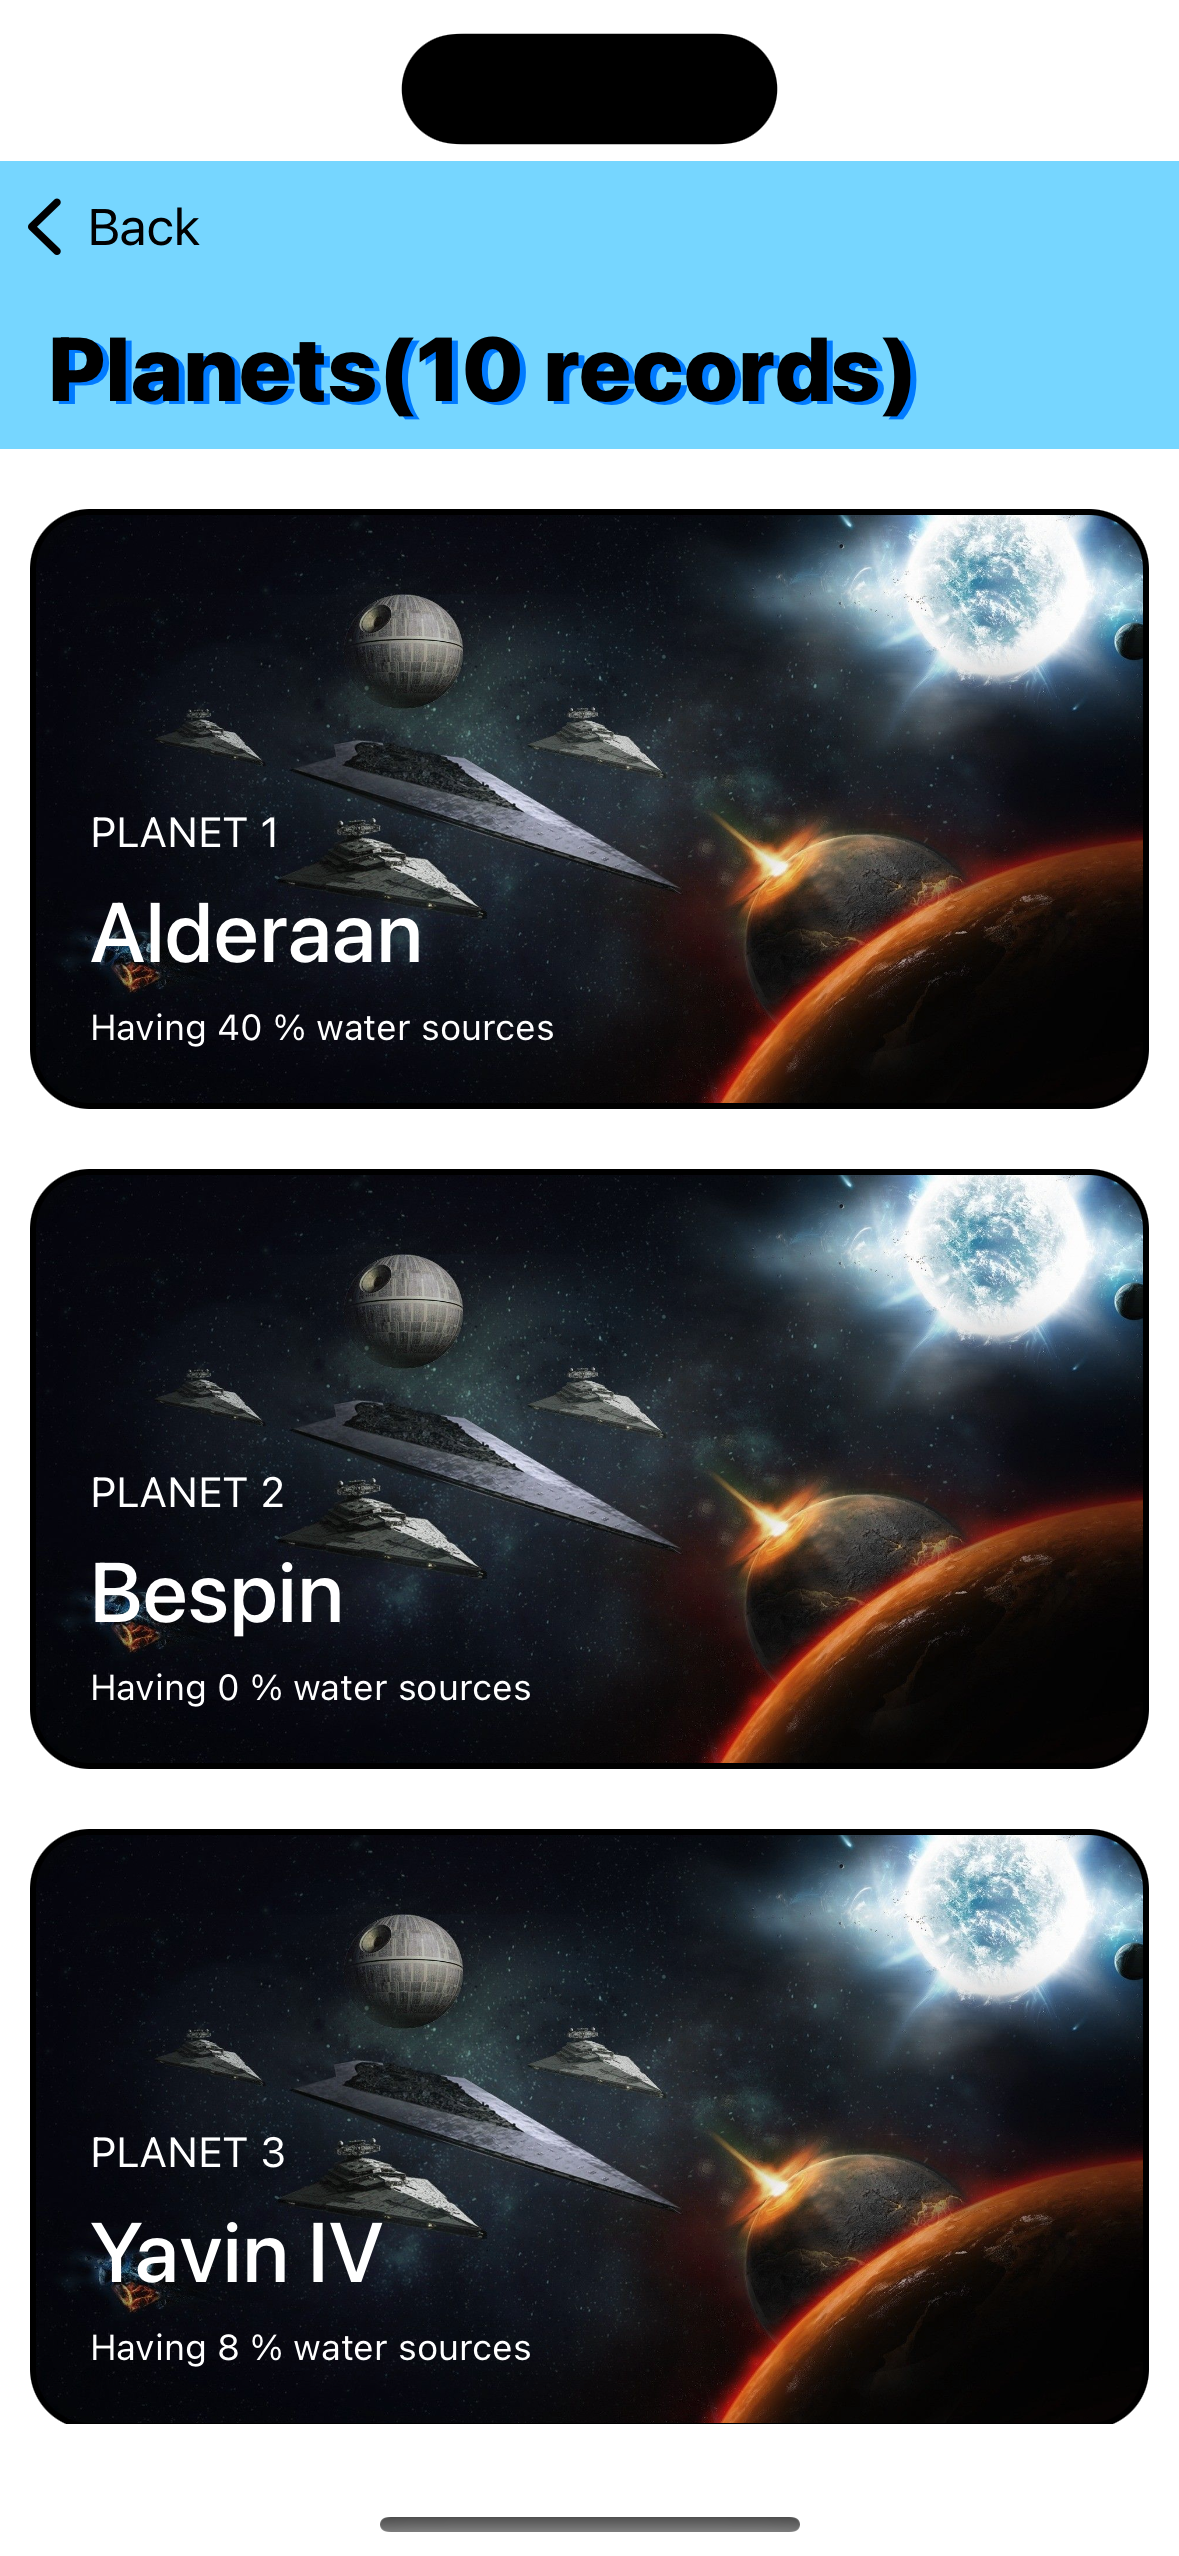 Back
Planets(10 records)
PLANET 1
Alderaan
Having 40 % water sources
PLANET 2
Bespin
Having 0 % water sources
PLANET 3
Yavin IV
Having 8 % water sources